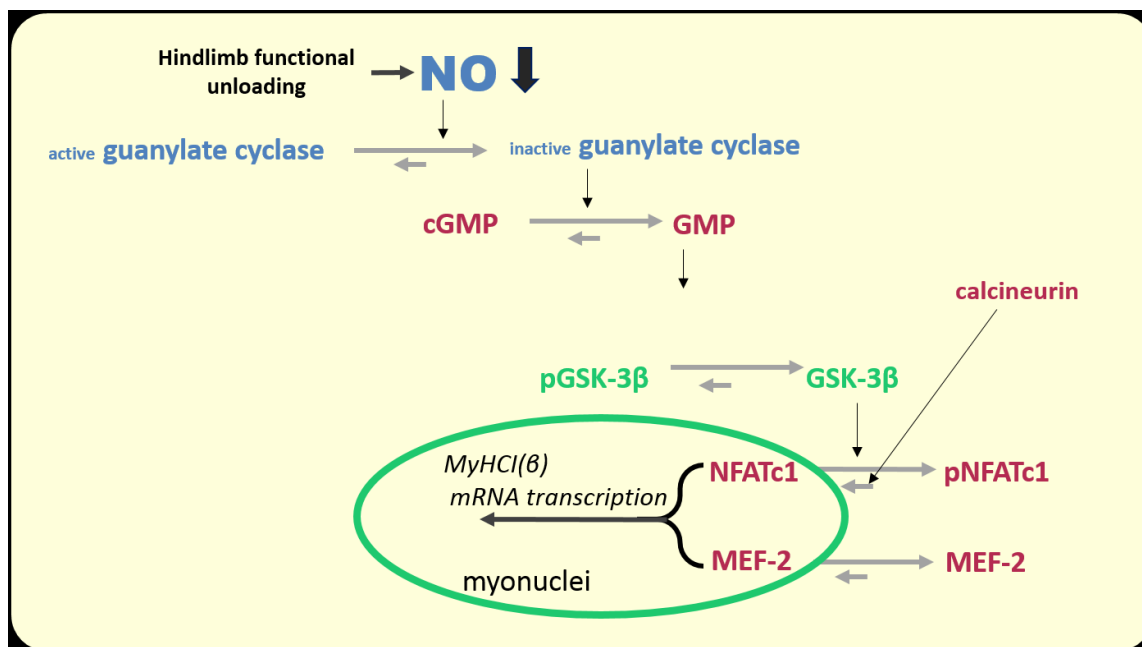 Hindlimb functional
unloading
NO
active guanylate cyclase
inactive guanylate cyclase
cGMP
GMP
calcineurin
pGSK-3β
GSK-3β
MyHCI(β)
mRNA transcription
NFATc1
pNFATc1
MEF-2
MEF-2
myonuclei